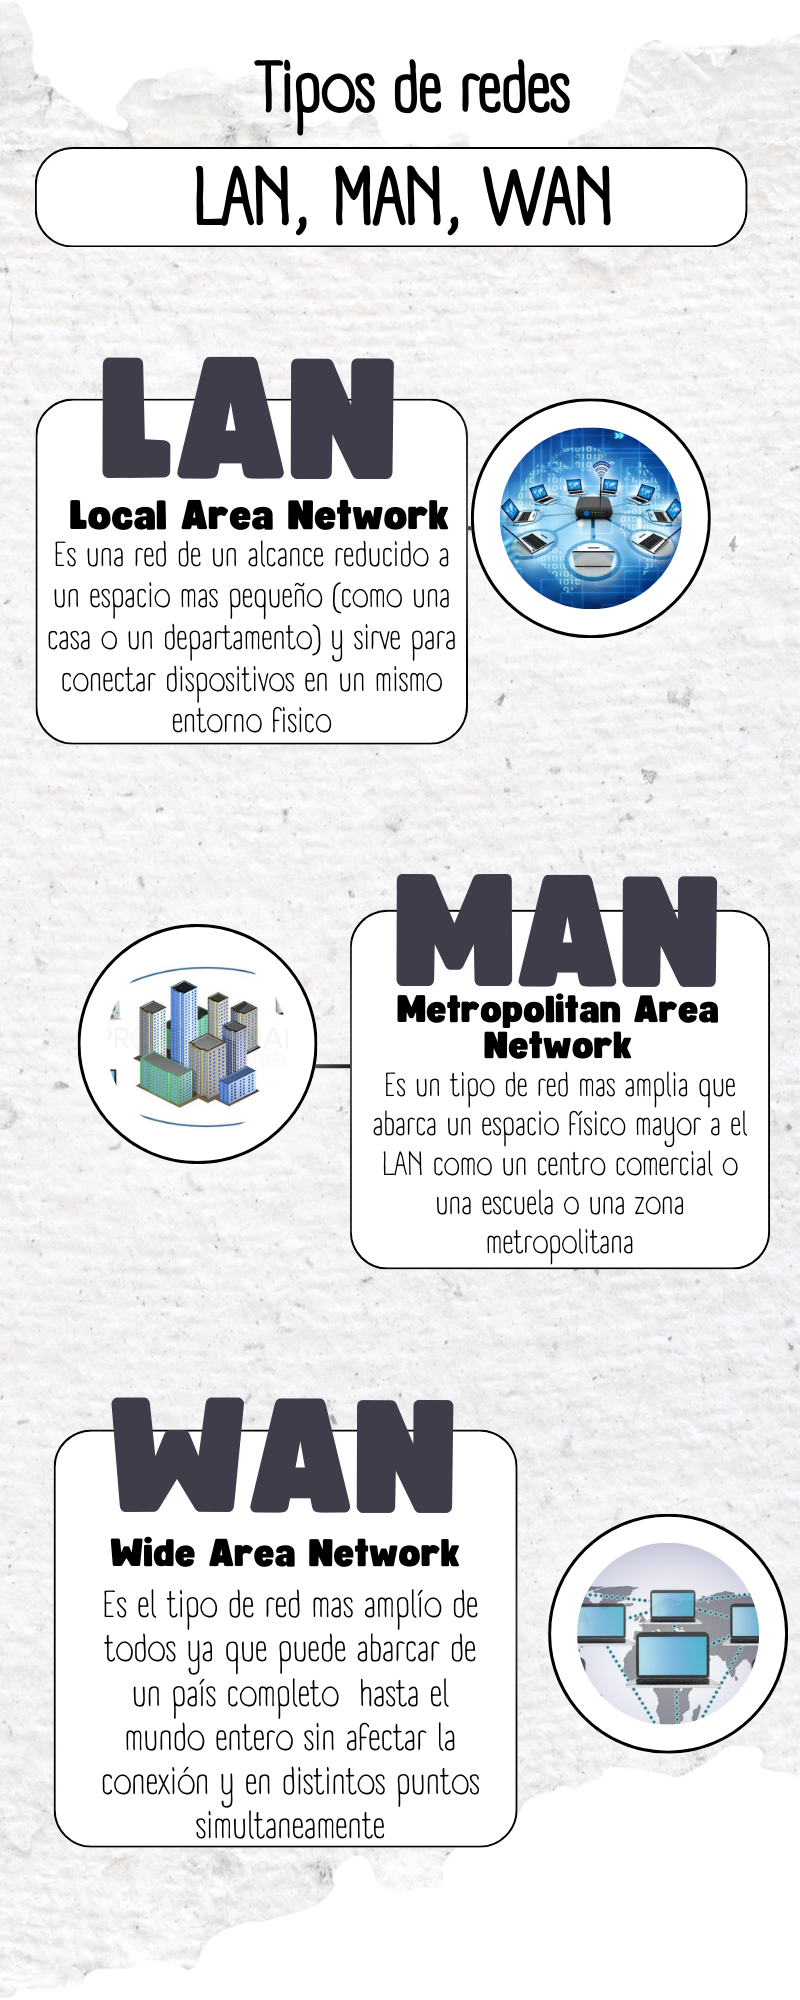 Tipos de redes
LAN, MAN, WAN
LAN
Local Area Network
Es una red de un alcance reducido a
un espacio mas pequeño (como una
casa o un departamento) y sirve para
conectar dispositivos en un mismo
entorno físico
MAN
Metropolitan Area
Network
Es un tipo de red mas amplia que
abarca un espacio físico mayor a el
LAN como un centro comercial o
una escuela o una zona
metropolitana
WAN
Wide Area Network
Es el tipo de red mas amplío de
todos ya que puede abarcar de
un país completo hasta el
mundo entero sin afectar la
conexión y en distintos puntos
simultaneamente